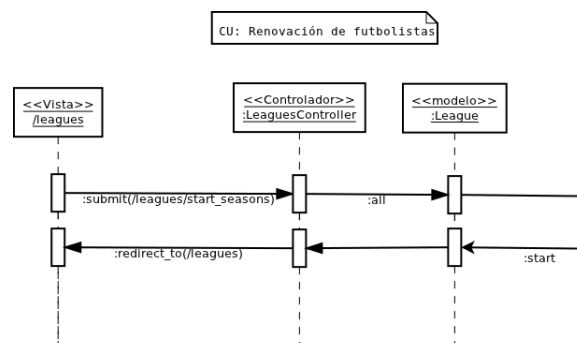 CU: Renovación de futbolistas
<<Vista>>
/leagues
<<Controlador>>
:LeaguesController
<<modelo>>
:League
:submit(/leagues/start_seasons)
:all
:redirect_to(/leagues)
:start